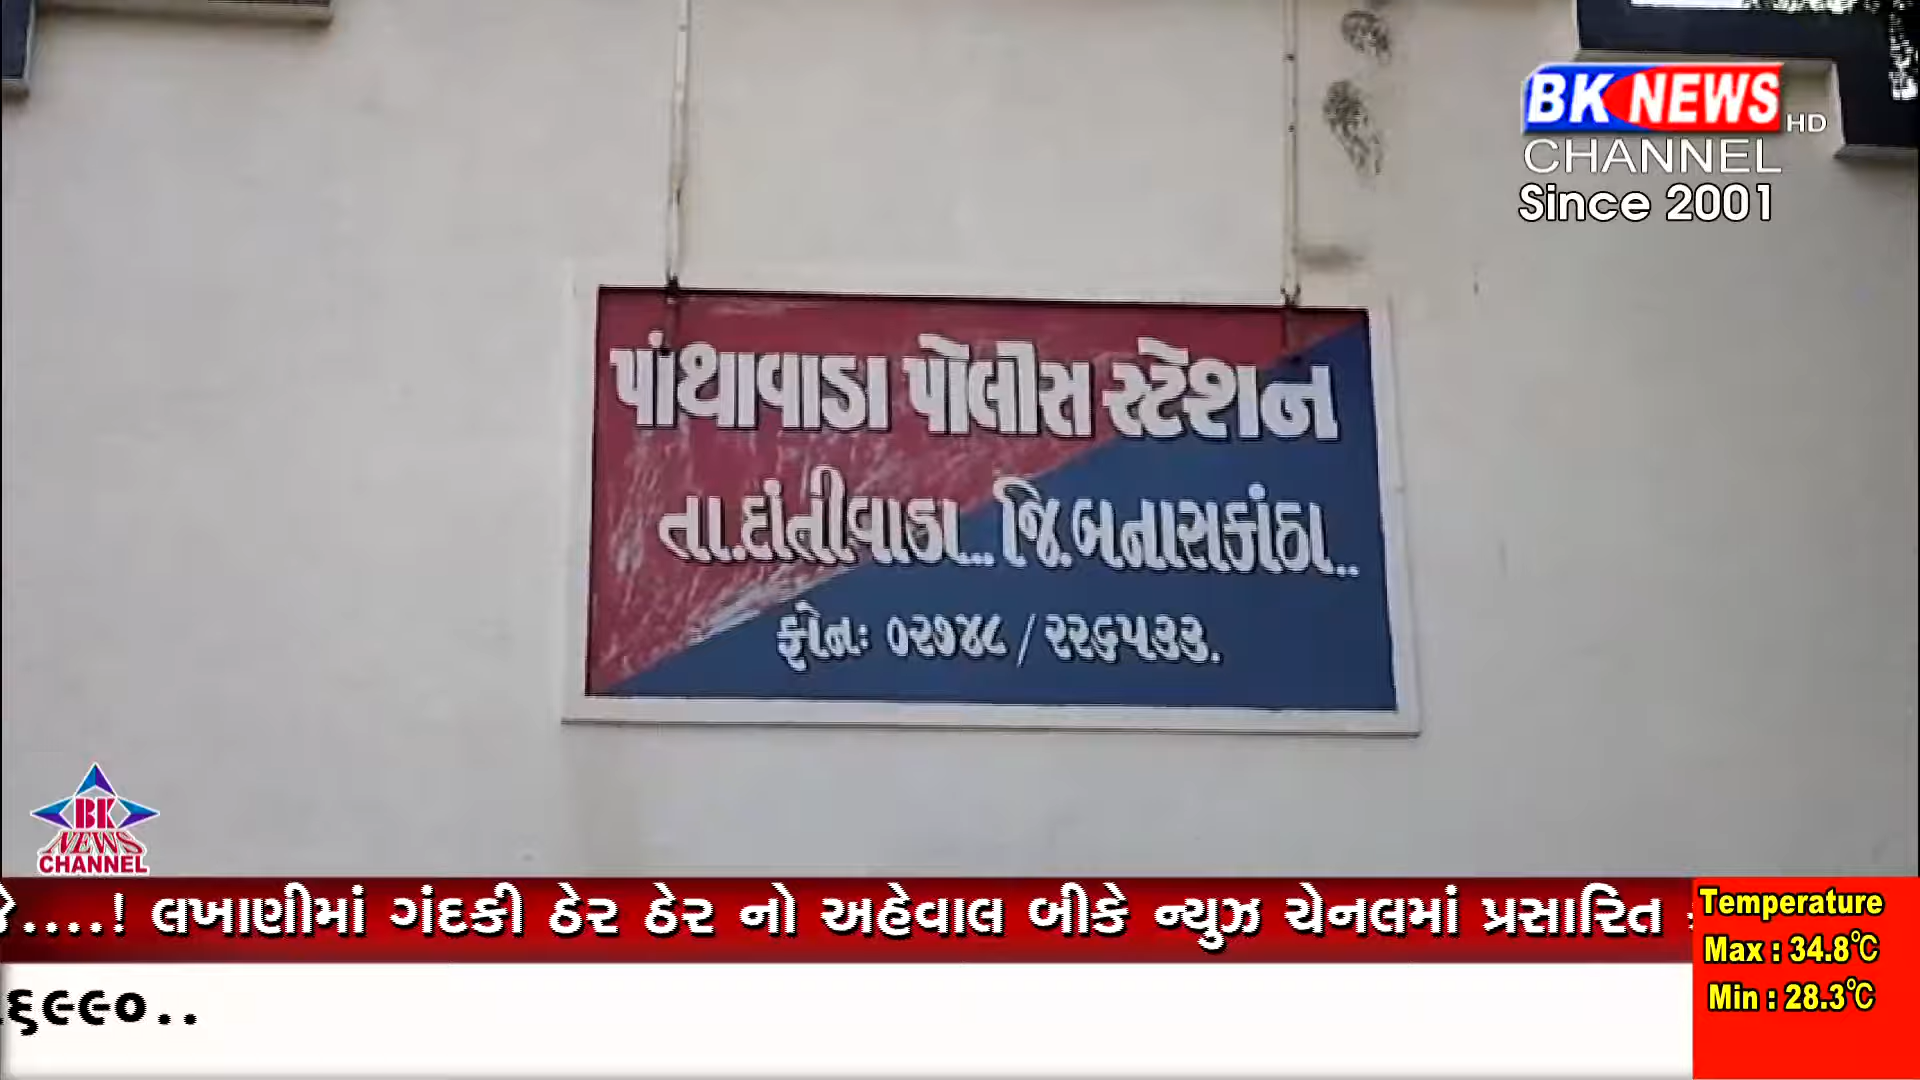 BK NEWS HD
CHANNEL
Since 2001
પાંથાવાડા પોલીસ સ્ટેશન
તા.દાંતીવાડા.. જિ.બનાસકાંઠા..
ફોનઃ ૦૨૭૪૮ / ૨૨૬૫૩૩.
BK
NEWS
CHANNEL
....! લખાણીમાં ગંદકી ઠેર ઠેર નો અહેવાલ બીકે ન્યુઝ ચેનલમાં પ્રસારિત
૬૯૯૦..
Temperature
Max : 34.8℃
Min : 28.3℃